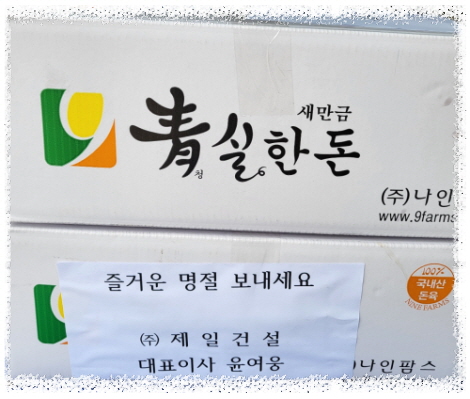 새만금
青실한돈
청
(주)나인
www.9farms
즐거운 명절 보내세요
㈜ 제일건설
대표이사 윤여웅
100%
국내산
돈육
NINE FARMS
)나인팜스